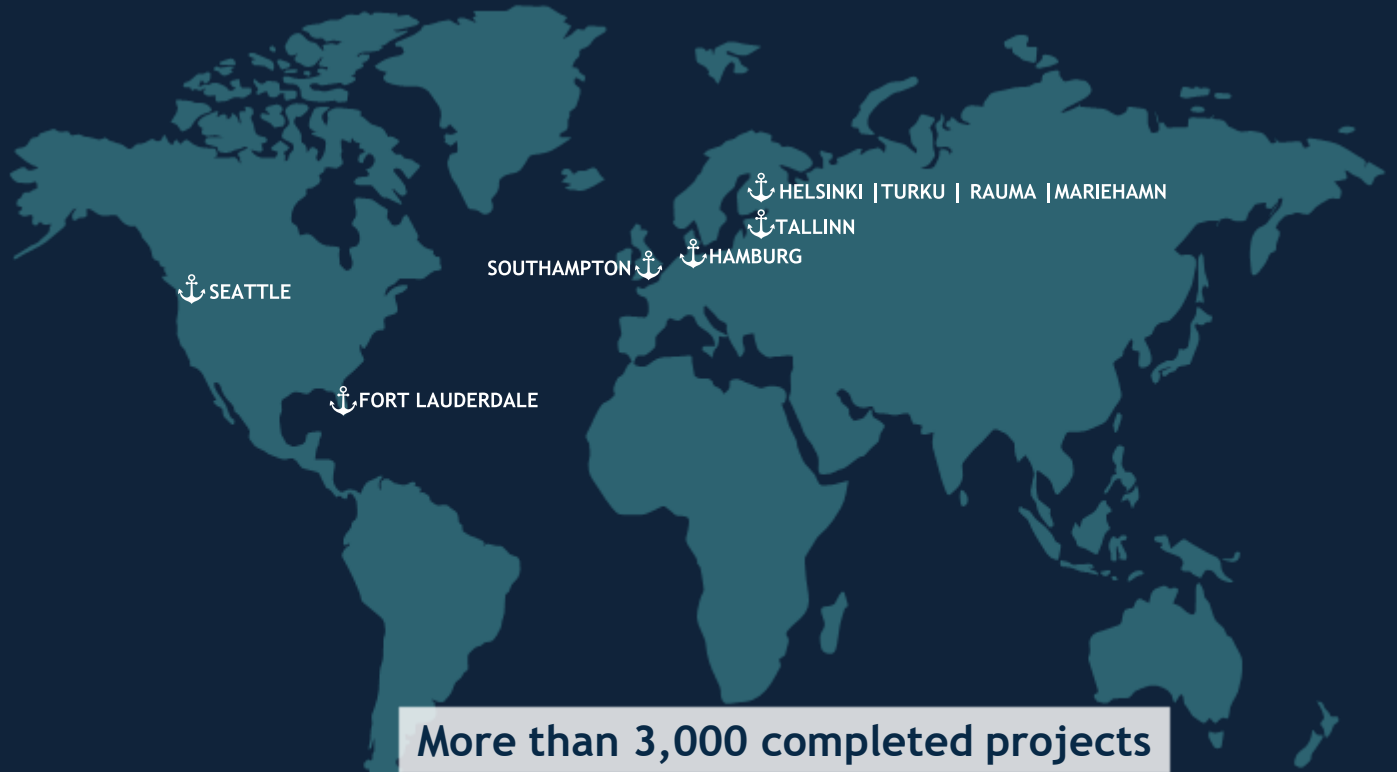 HELSINKI | TURKU | RAUMA | MARIEHAMN
TALLINN
HAMBURG
SOUTHAMPTON
SEATTLE
FORT LAUDERDALE
More than 3,000 completed projects